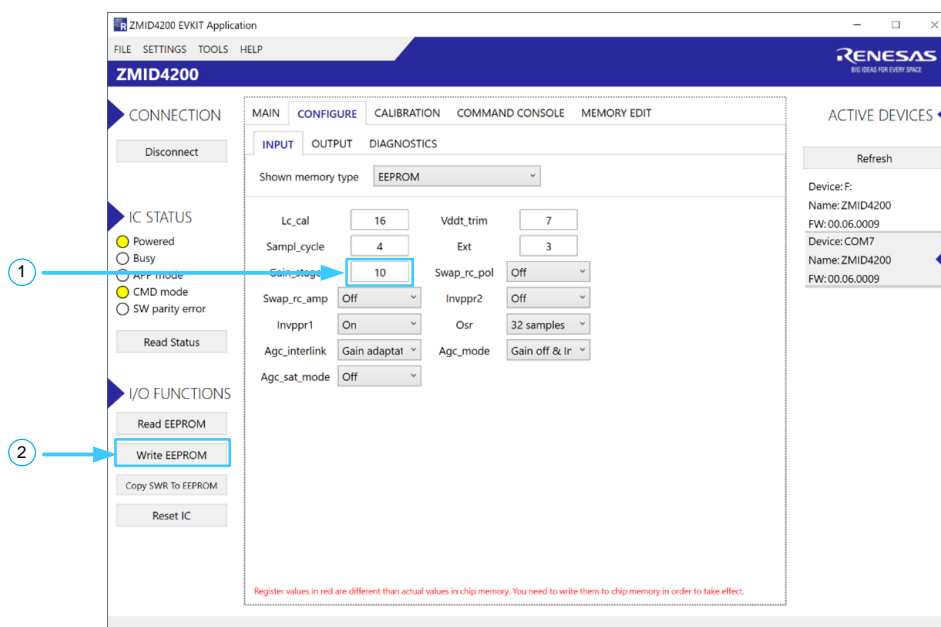 ZMID4200 EVKIT Application
FILE SETTINGS TOOLS HELP
RENESAS
BIG IDEAS FOR EVERY SPACE
ZMID4200
CONNECTION
Disconnect
IC STATUS
Powered
Busy
APP mode
CMD mode
SW parity error
Read Status
I/O FUNCTIONS
Read EEPROM
Write EEPROM
Copy SWR To EEPROM
Reset IC
1
2
MAIN CONFIGURE CALIBRATION COMMAND CONSOLE MEMORY EDIT
INPUT OUTPUT DIAGNOSTICS
Shown memory type EEPROM
Lc_cal 16 Vddt_trim 7
Sampl_cycle 4 Ext 3
Gain_stage 10 Swap_rc_pol Off
Swap_rc_amp Off Invppr2 Off
Invppr1 On Osr 32 samples
Agc_interlink Gain adaptat Agc_mode Gain off & Ir
Agc_sat_mode Off
Register values in red are different than actual values in chip memory. You need to write them to chip memory in order to take effect.
ACTIVE DEVICES
Refresh
Device: F:
Name: ZMID4200
FW: 00.06.0009
Device: COM7
Name: ZMID4200
FW: 00.06.0009